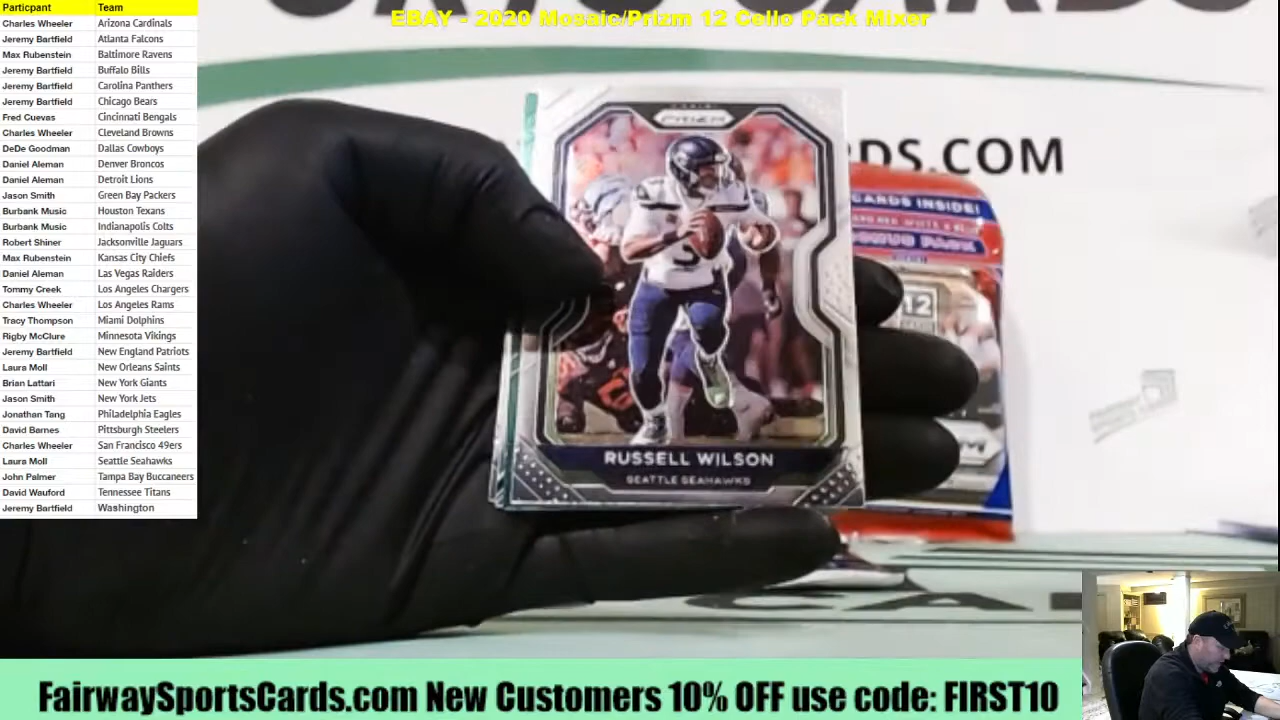 EBAY - 2020 Mosaic/Prizm 12 Cello Pack Mixer
Particpant Team
Charles Wheeler Arizona Cardinals
Jeremy Bartfield Atlanta Falcons
Max Rubenstein Baltimore Ravens
Jeremy Bartfield Buffalo Bills
Jeremy Bartfield Carolina Panthers
Jeremy Bartfield Chicago Bears
Fred Cuevas Cincinnati Bengals
Charles Wheeler Cleveland Browns
DeDe Goodman Dallas Cowboys
Daniel Aleman Denver Broncos
Daniel Aleman Detroit Lions
Jason Smith Green Bay Packers
Burbank Music Houston Texans
Burbank Music Indianapolis Colts
Robert Shiner Jacksonville Jaguars
Max Rubenstein Kansas City Chiefs
Daniel Aleman Las Vegas Raiders
Tommy Creek Los Angeles Chargers
Charles Wheeler Los Angeles Rams
Tracy Thompson Miami Dolphins
Rigby McClure Minnesota Vikings
Jeremy Bartfield New England Patriots
Laura Moll New Orleans Saints
Brian Lattari New York Giants
Jason Smith New York Jets
Jonathan Tang Philadelphia Eagles
David Barnes Pittsburgh Steelers
Charles Wheeler San Francisco 49ers
Laura Moll Seattle Seahawks
John Palmer Tampa Bay Buccaneers
David Wauford Tennessee Titans
Jeremy Bartfield Washington
PRIZM
RDS.COM
CARDS INSIDE!
BONUS PACK
12
3
RUSSELL WILSON
SEATTLE SEAHAWKS
CA
FairwaySportsCards.com New Customers 10% OFF use code: FIRST10